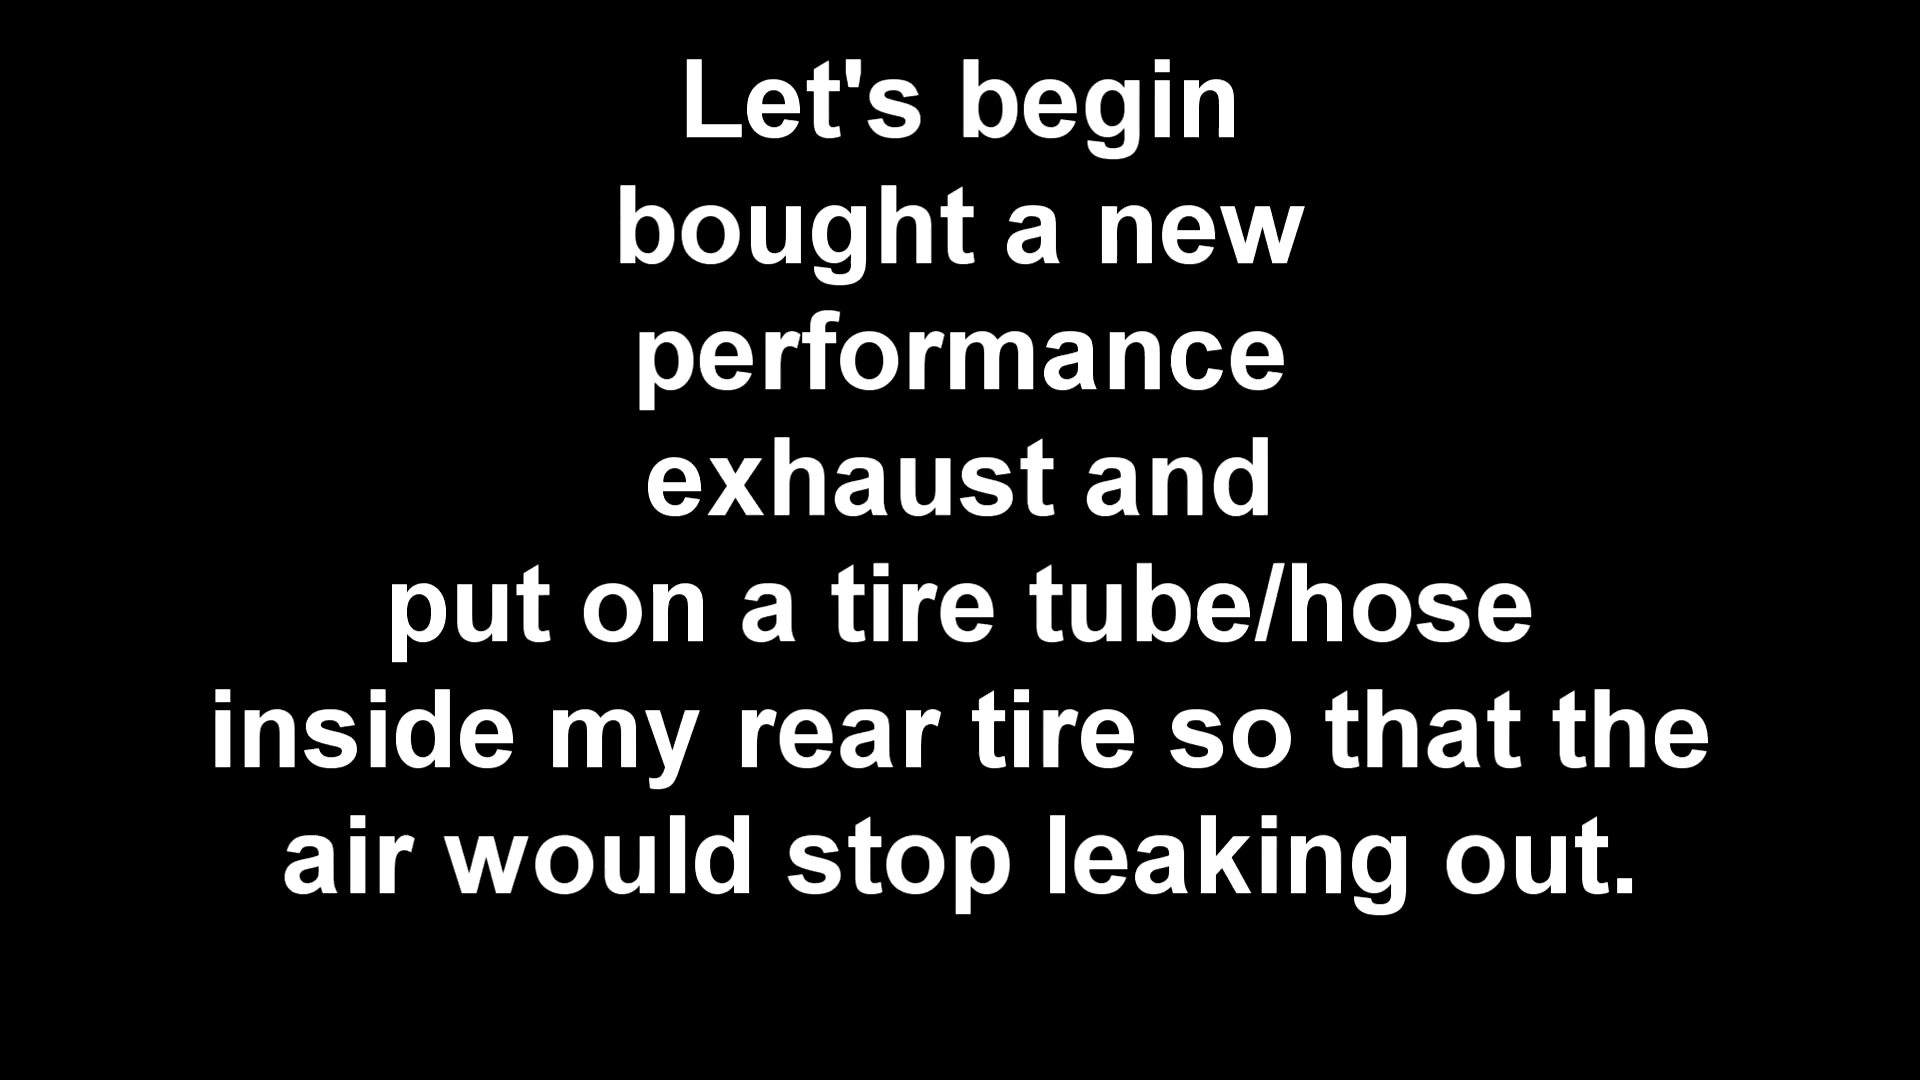 Let's begin
bought a new
performance
exhaust and
put on a tire tube/hose
inside my rear tire so that the
air would stop leaking out.